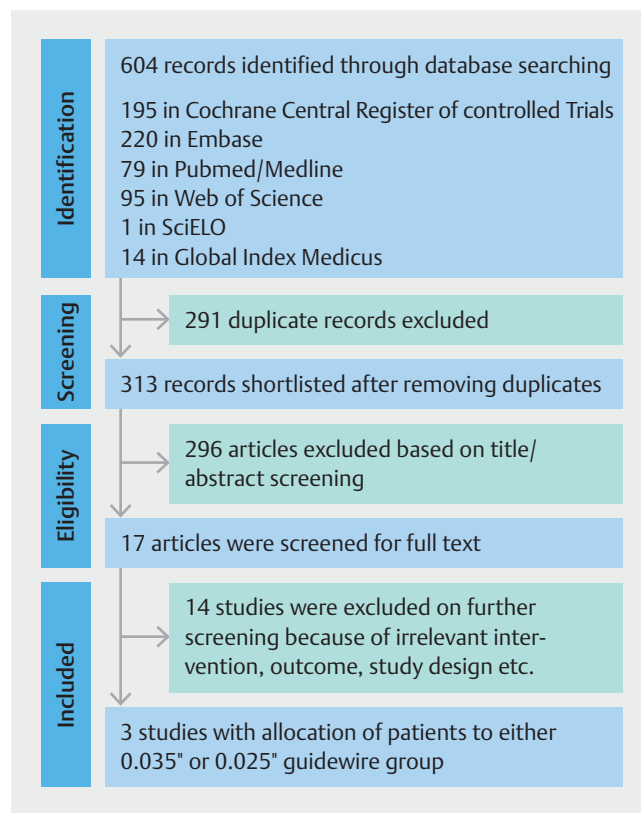 Identification
604 records identified through database searching
195 in Cochrane Central Register of controlled Trials
220 in Embase
79 in Pubmed/Medline
95 in Web of Science
1 in SciELO
14 in Global Index Medicus
Screening
291 duplicate records excluded
313 records shortlisted after removing duplicates
Eligibility
296 articles excluded based on title/
abstract screening
17 articles were screened for full text
Included
14 studies were excluded on further
screening because of irrelevant inter-
vention, outcome, study design etc.
3 studies with allocation of patients to either
0.035" or 0.025" guidewire group